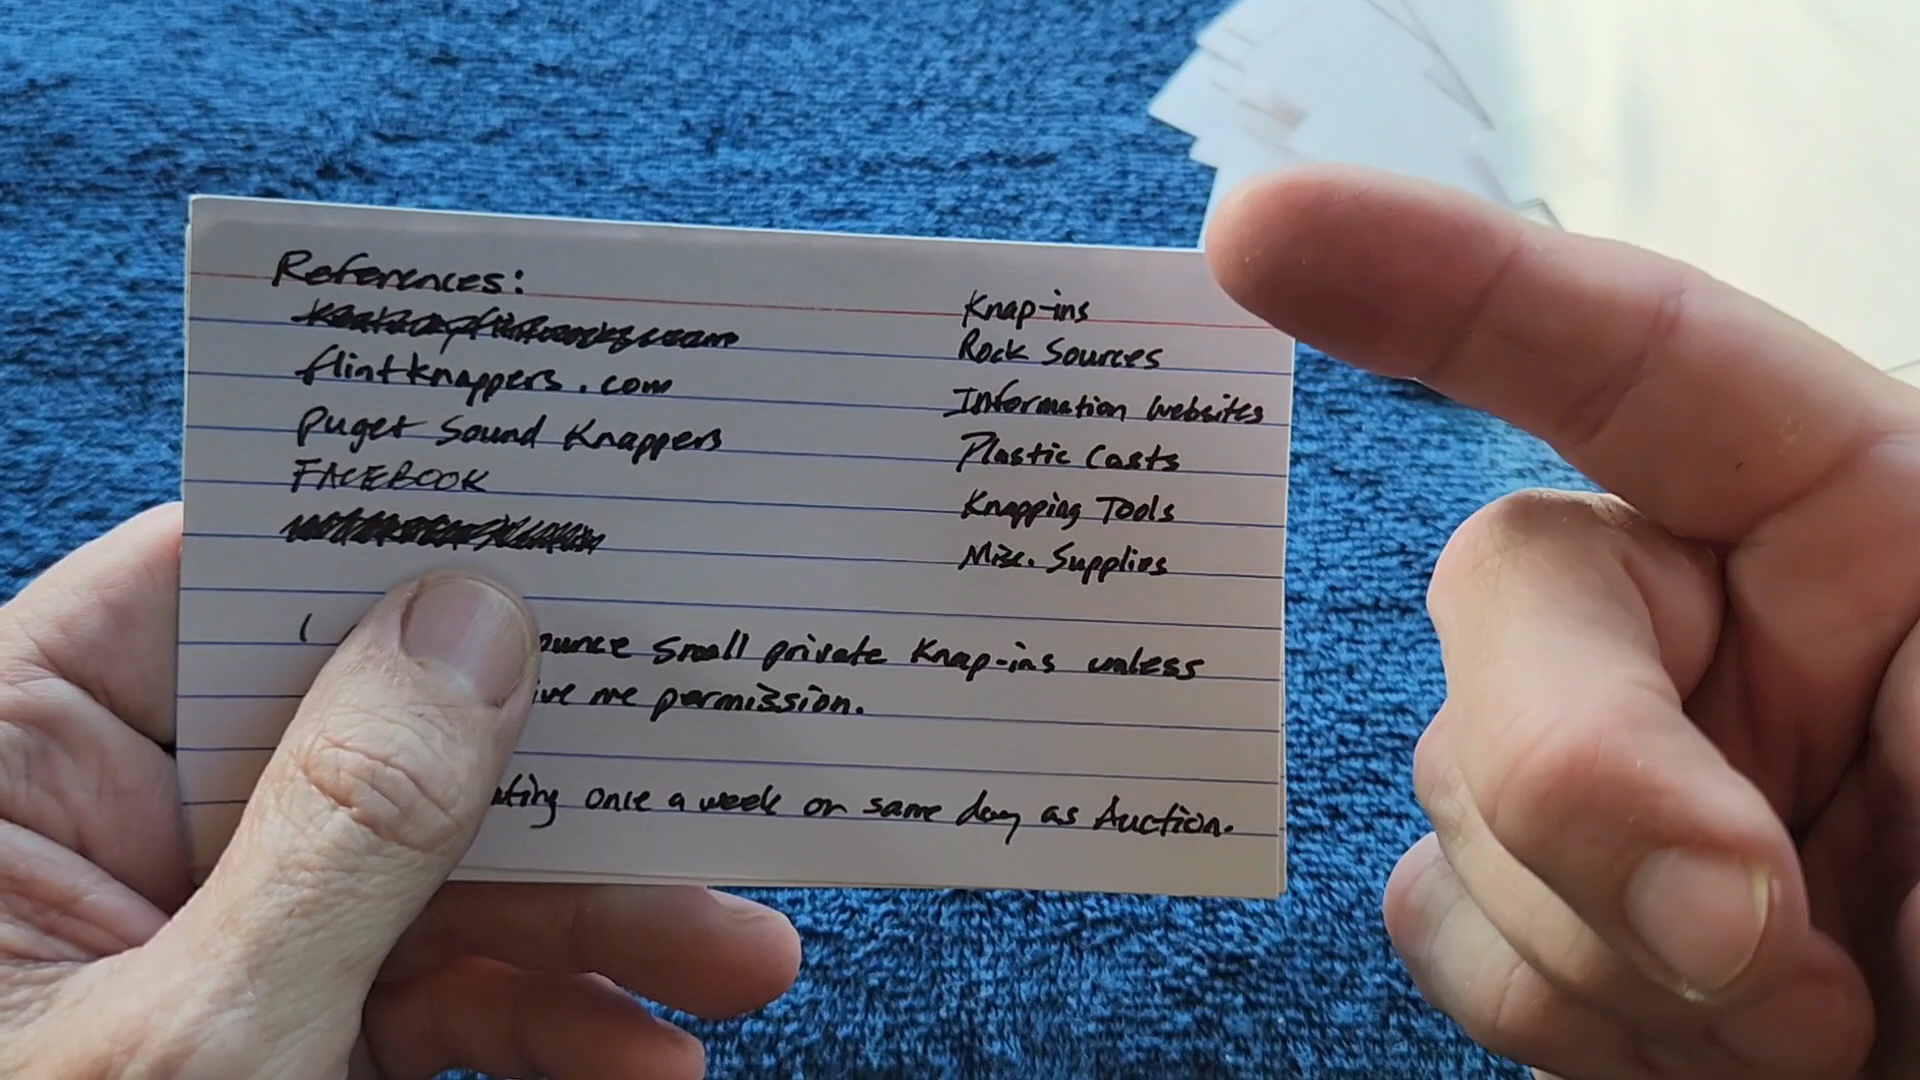 References:
flintknappers.com
Puget Sound Knappers
FACEBOOK
Knap-ins
Rock Sources
Information Websites
Plastic Casts
Knapping Tools
Misc. Supplies
small private Knap-ins unless
me permission.
once a week on same day as Auction.